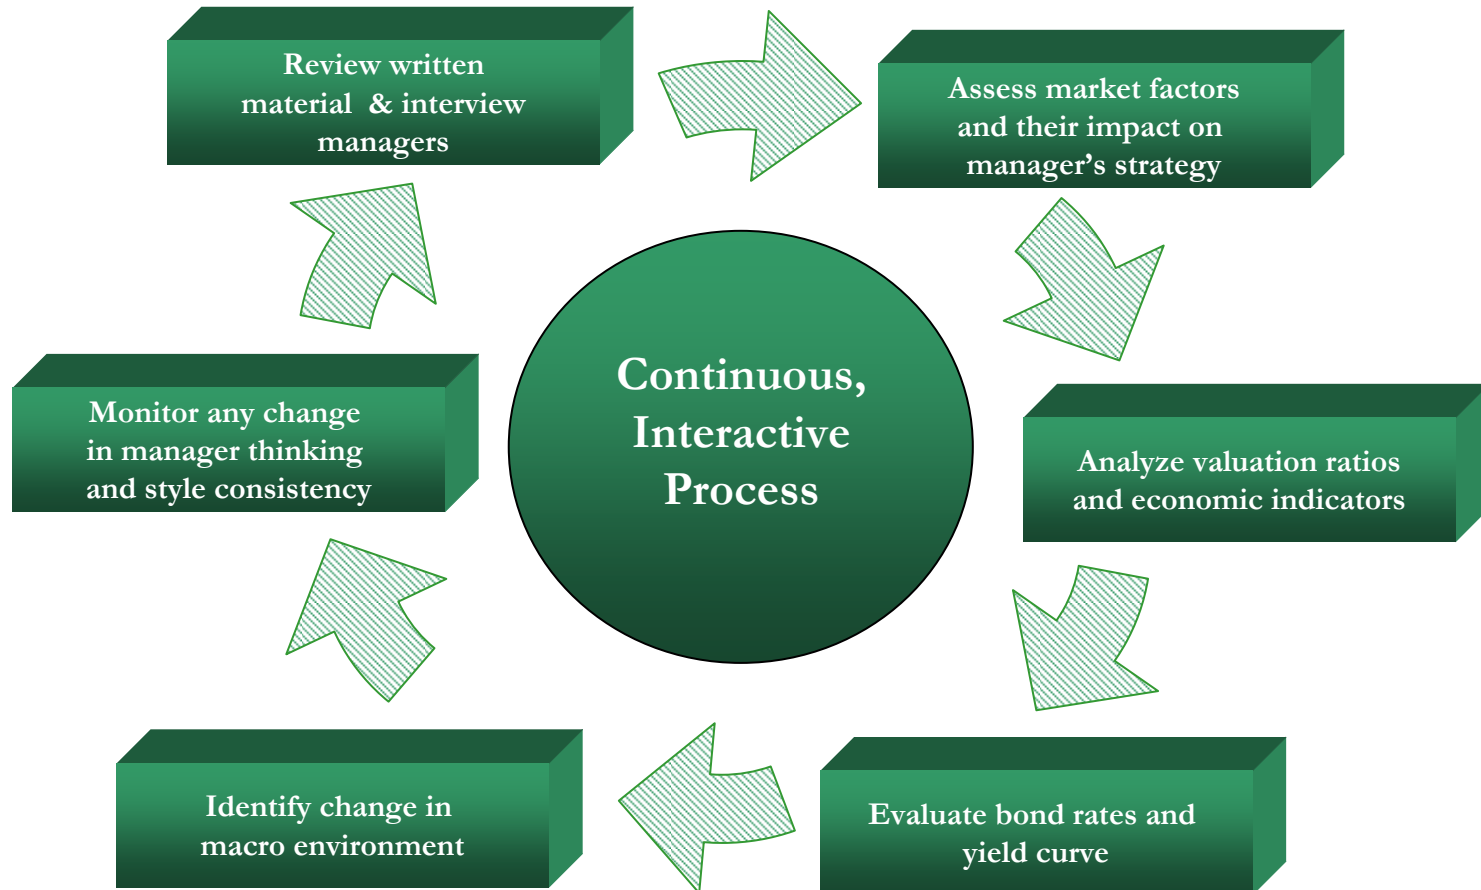 Review written
material & interview
managers
Assess market factors
and their impact on
manager’s strategy
Continuous,
Interactive
Process
Monitor any change
in manager thinking
and style consistency
Analyze valuation ratios
and economic indicators
Identify change in
macro environment
Evaluate bond rates and
yield curve